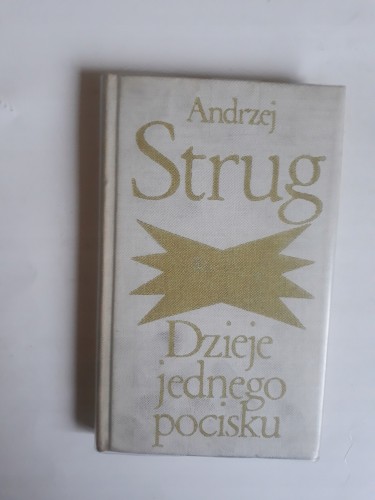 Andrzej
Strug
Dzieje
jednego
pocisku